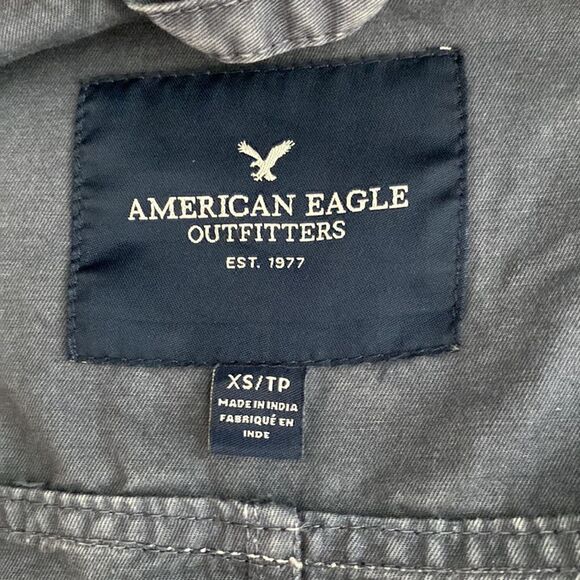 AMERICAN EAGLE
OUTFITTERS
EST. 1977
XS/TP
MADE IN INDIA
FABRIQUÉ EN
INDE